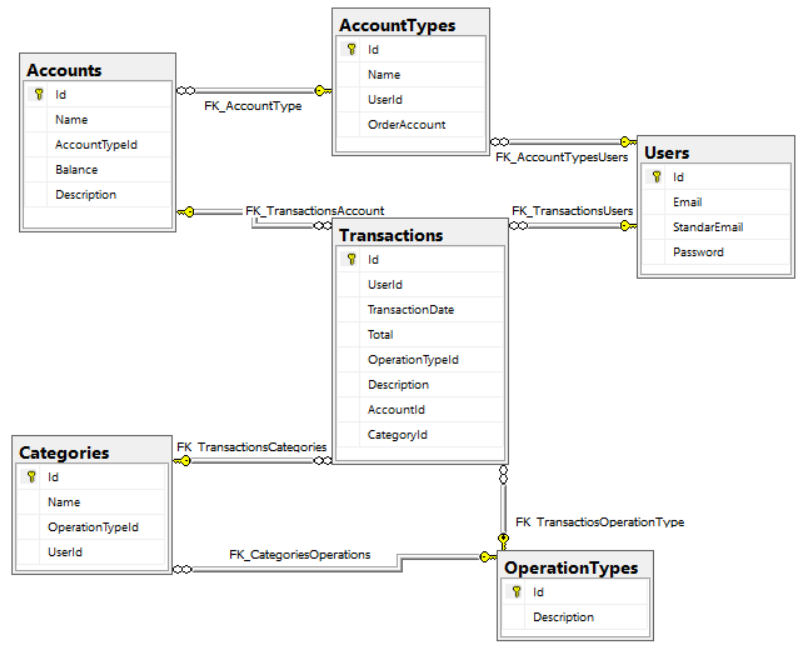 AccountTypes
Id
Name
UserId
OrderAccount
Accounts
Id
Name
AccountTypeId
Balance
Description
FK_AccountType
FK_AccountTypesUsers
Users
Id
Email
StandarEmail
Password
FK_TransactionsAccount
FK_TransactionsUsers
Transactions
Id
UserId
TransactionDate
Total
OperationTypeId
Description
AccountId
CategoryId
Categories
Id
Name
OperationTypeId
UserId
FK_TransactionsCategories
FK_TransactiosOperationType
FK_CategoriesOperations
OperationTypes
Id
Description